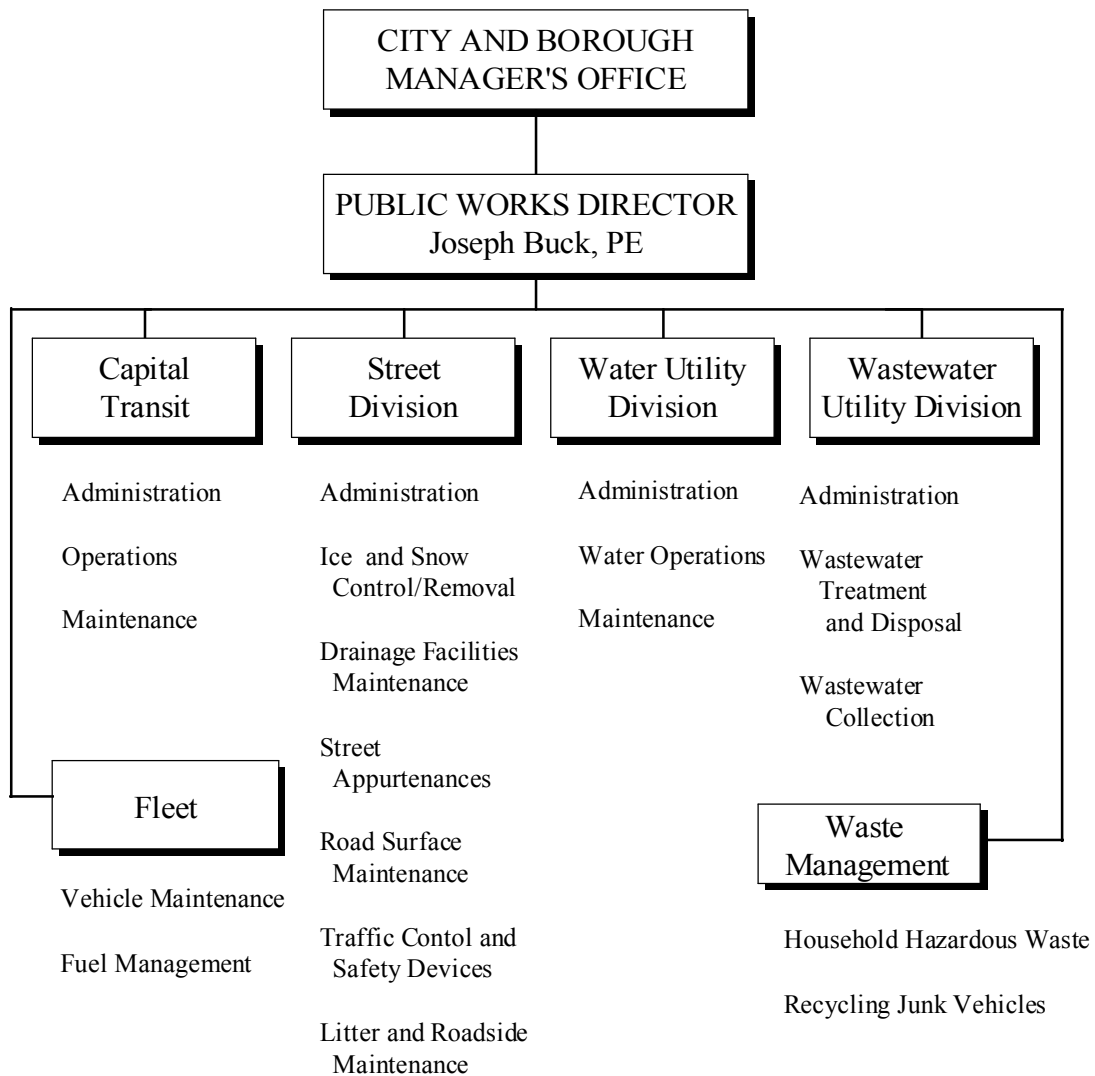 CITY AND BOROUGH
MANAGER'S OFFICE
PUBLIC WORKS DIRECTOR
Joseph Buck, PE
Capital
Transit
Administration
Operations
Maintenance
Street
Division
Administration
Ice and Snow
Control/Removal
Drainage Facilities
Maintenance
Street
Appurtenances
Road Surface
Maintenance
Traffic Contol and
Safety Devices
Litter and Roadside
Maintenance
Water Utility
Division
Administration
Water Operations
Maintenance
Wastewater
Utility Division
Administration
Wastewater
Treatment
and Disposal
Wastewater
Collection
Fleet
Vehicle Maintenance
Fuel Management
Waste
Management
Household Hazardous Waste
Recycling Junk Vehicles